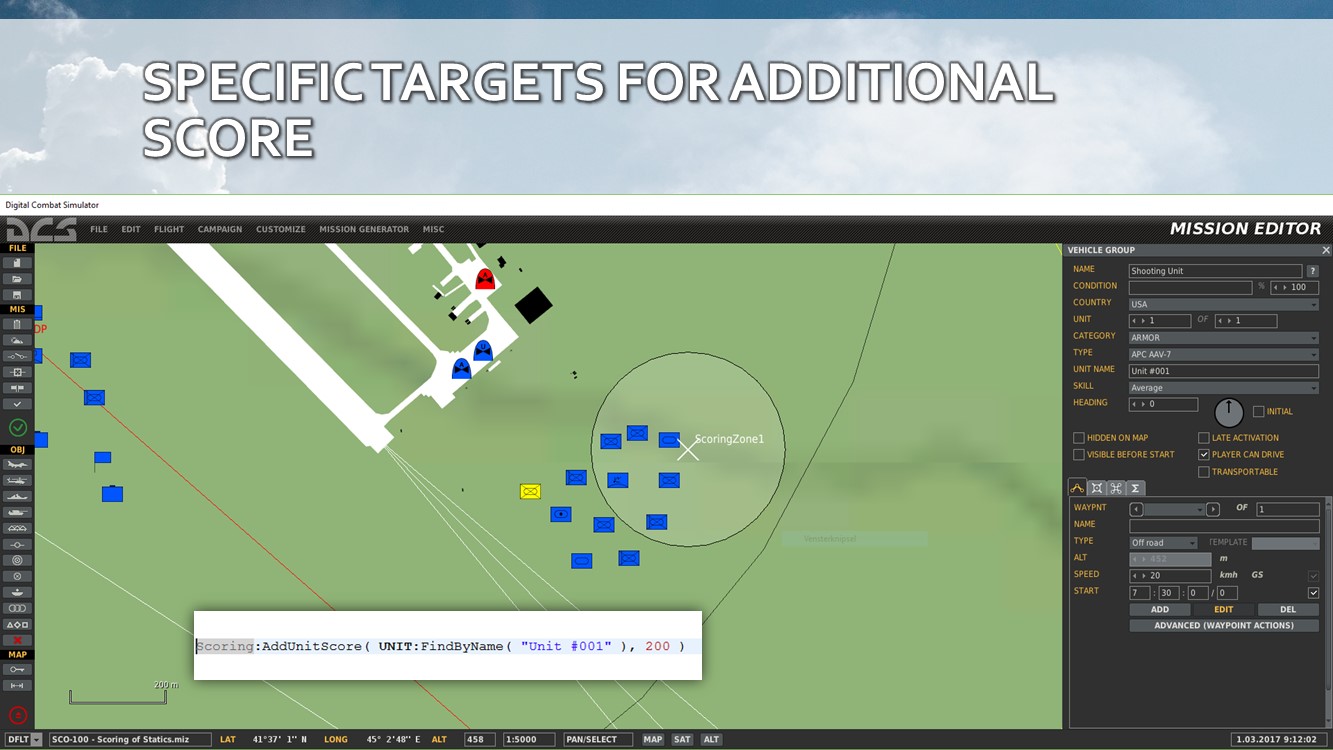 SPECIFIC TARGETS FOR ADDITIONAL
SCORE
Digital Combat Simulator
DCS
FILE EDIT FLIGHT CAMPAIGN CUSTOMIZE MISSION GENERATOR MISC
MISSION EDITOR
FILE
MIS
OBJ
MAP
DP
ScoringZone1
Vensterknipsel
200 m
Scoring:AddUnitScore( UNIT:FindByName( "Unit #001" ), 200 )
VEHICLE GROUP
NAME Shooting Unit ?
CONDITION % 100
COUNTRY USA
UNIT 1 OF 1
CATEGORY ARMOR
TYPE APC AAV-7
UNIT NAME Unit #001
SKILL Average
HEADING 0 INITIAL
HIDDEN ON MAP LATE ACTIVATION
VISIBLE BEFORE START PLAYER CAN DRIVE
TRANSPORTABLE
WAYPNT OF 1
NAME
TYPE Off road TEMPLATE
ALT 452 m
SPEED 20 kmh GS
START 7 : 30 : 0 / 0
ADD EDIT DEL
ADVANCED (WAYPOINT ACTIONS)
DFLT SCO-100 - Scoring of Statics.miz LAT 41°37' 1'' N LONG 45° 2'48'' E ALT 458 1:5000 PAN/SELECT MAP SAT ALT 1.03.2017 9:12:02